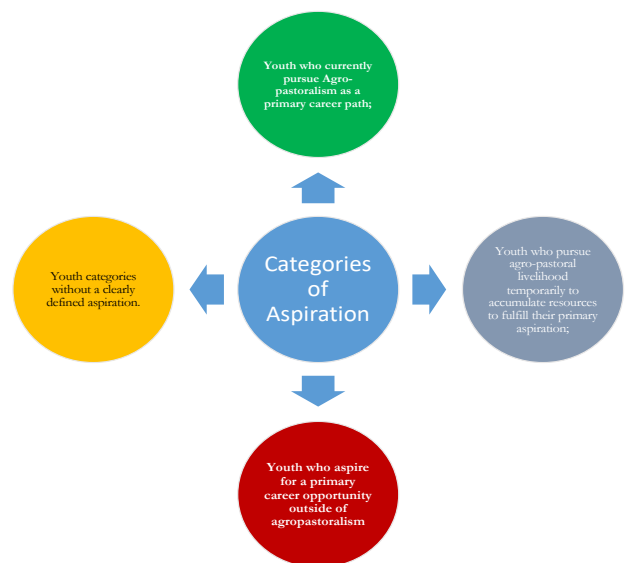 Youth who currently
pursue Agro-
pastoralism as a
primary career path;
Youth categories
without a clearly
defined aspiration.
Categories
of
Aspiration
Youth who pursue
agro-pastoral
livelihood
temporarily to
accumulate resources
to fulfill their primary
aspiration;
Youth who aspire
for a primary
career opportunity
outside of
agropastoralism